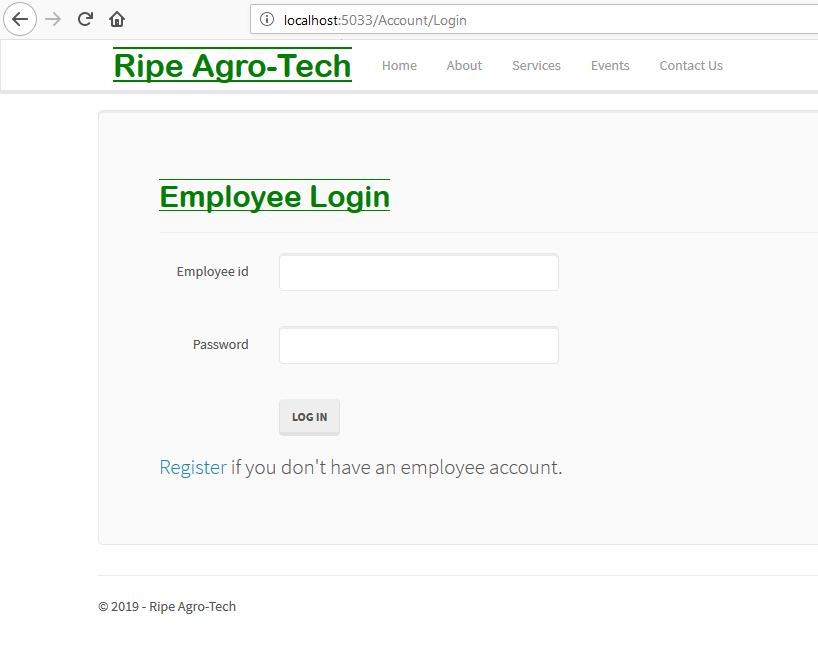 localhost:5033/Account/Login
Ripe Agro-Tech Home About Services Events Contact Us
Employee Login
Employee id
Password
LOG IN
Register if you don't have an employee account.
© 2019 - Ripe Agro-Tech